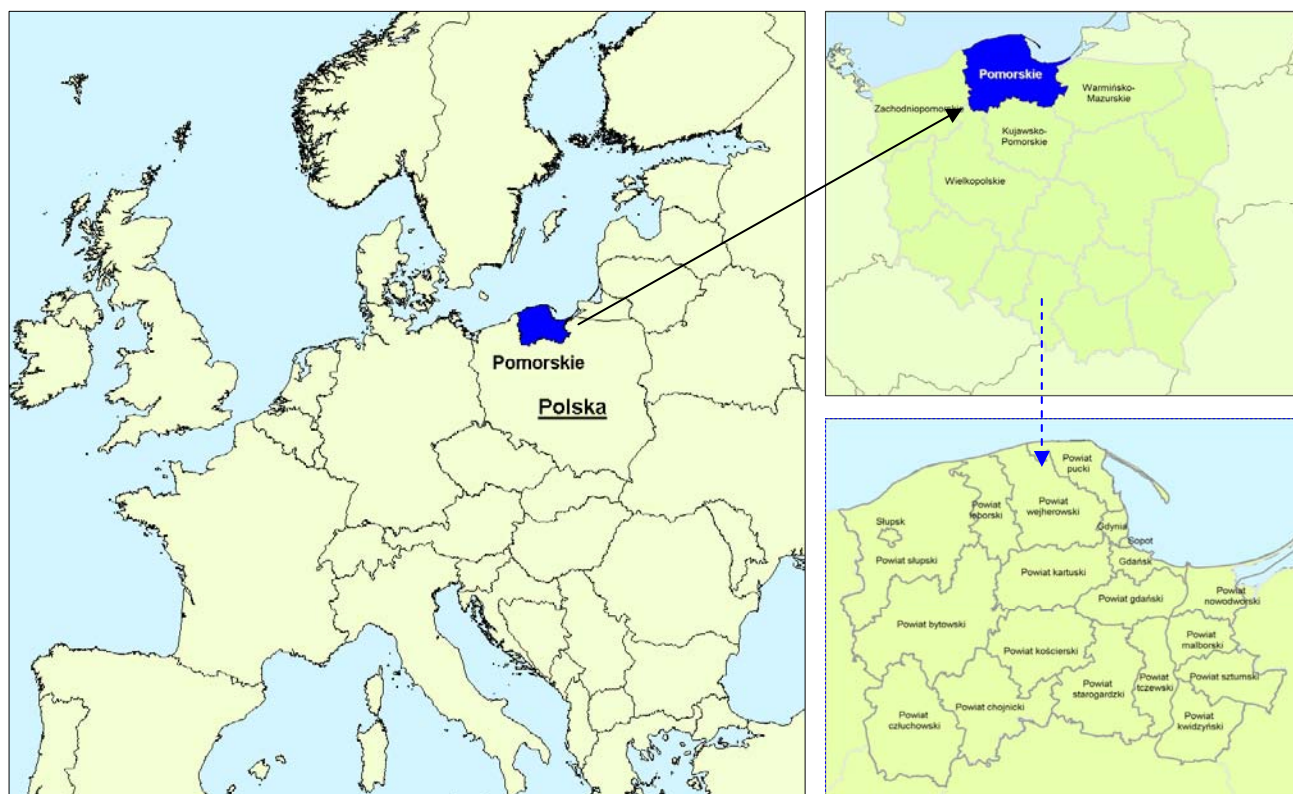 Pomorskie
Polska
Pomorskie
Warmińsko-
Mazurskie
Zachodniopomorskie
Kujawsko-
Pomorskie
Wielkopolskie
Powiat
pucki
Powiat
lęborski
Powiat
wejherowski
Słupsk
Gdynia
Sopot
Powiat słupski
Gdańsk
Powiat kartuski
Powiat
nowodworski
Powiat gdański
Powiat bytowski
Powiat
malborski
Powiat kościerski
Powiat
starogardzki
Powiat
tczewski
Powiat sztumski
Powiat
człuchowski
Powiat chojnicki
Powiat
kwidzyński